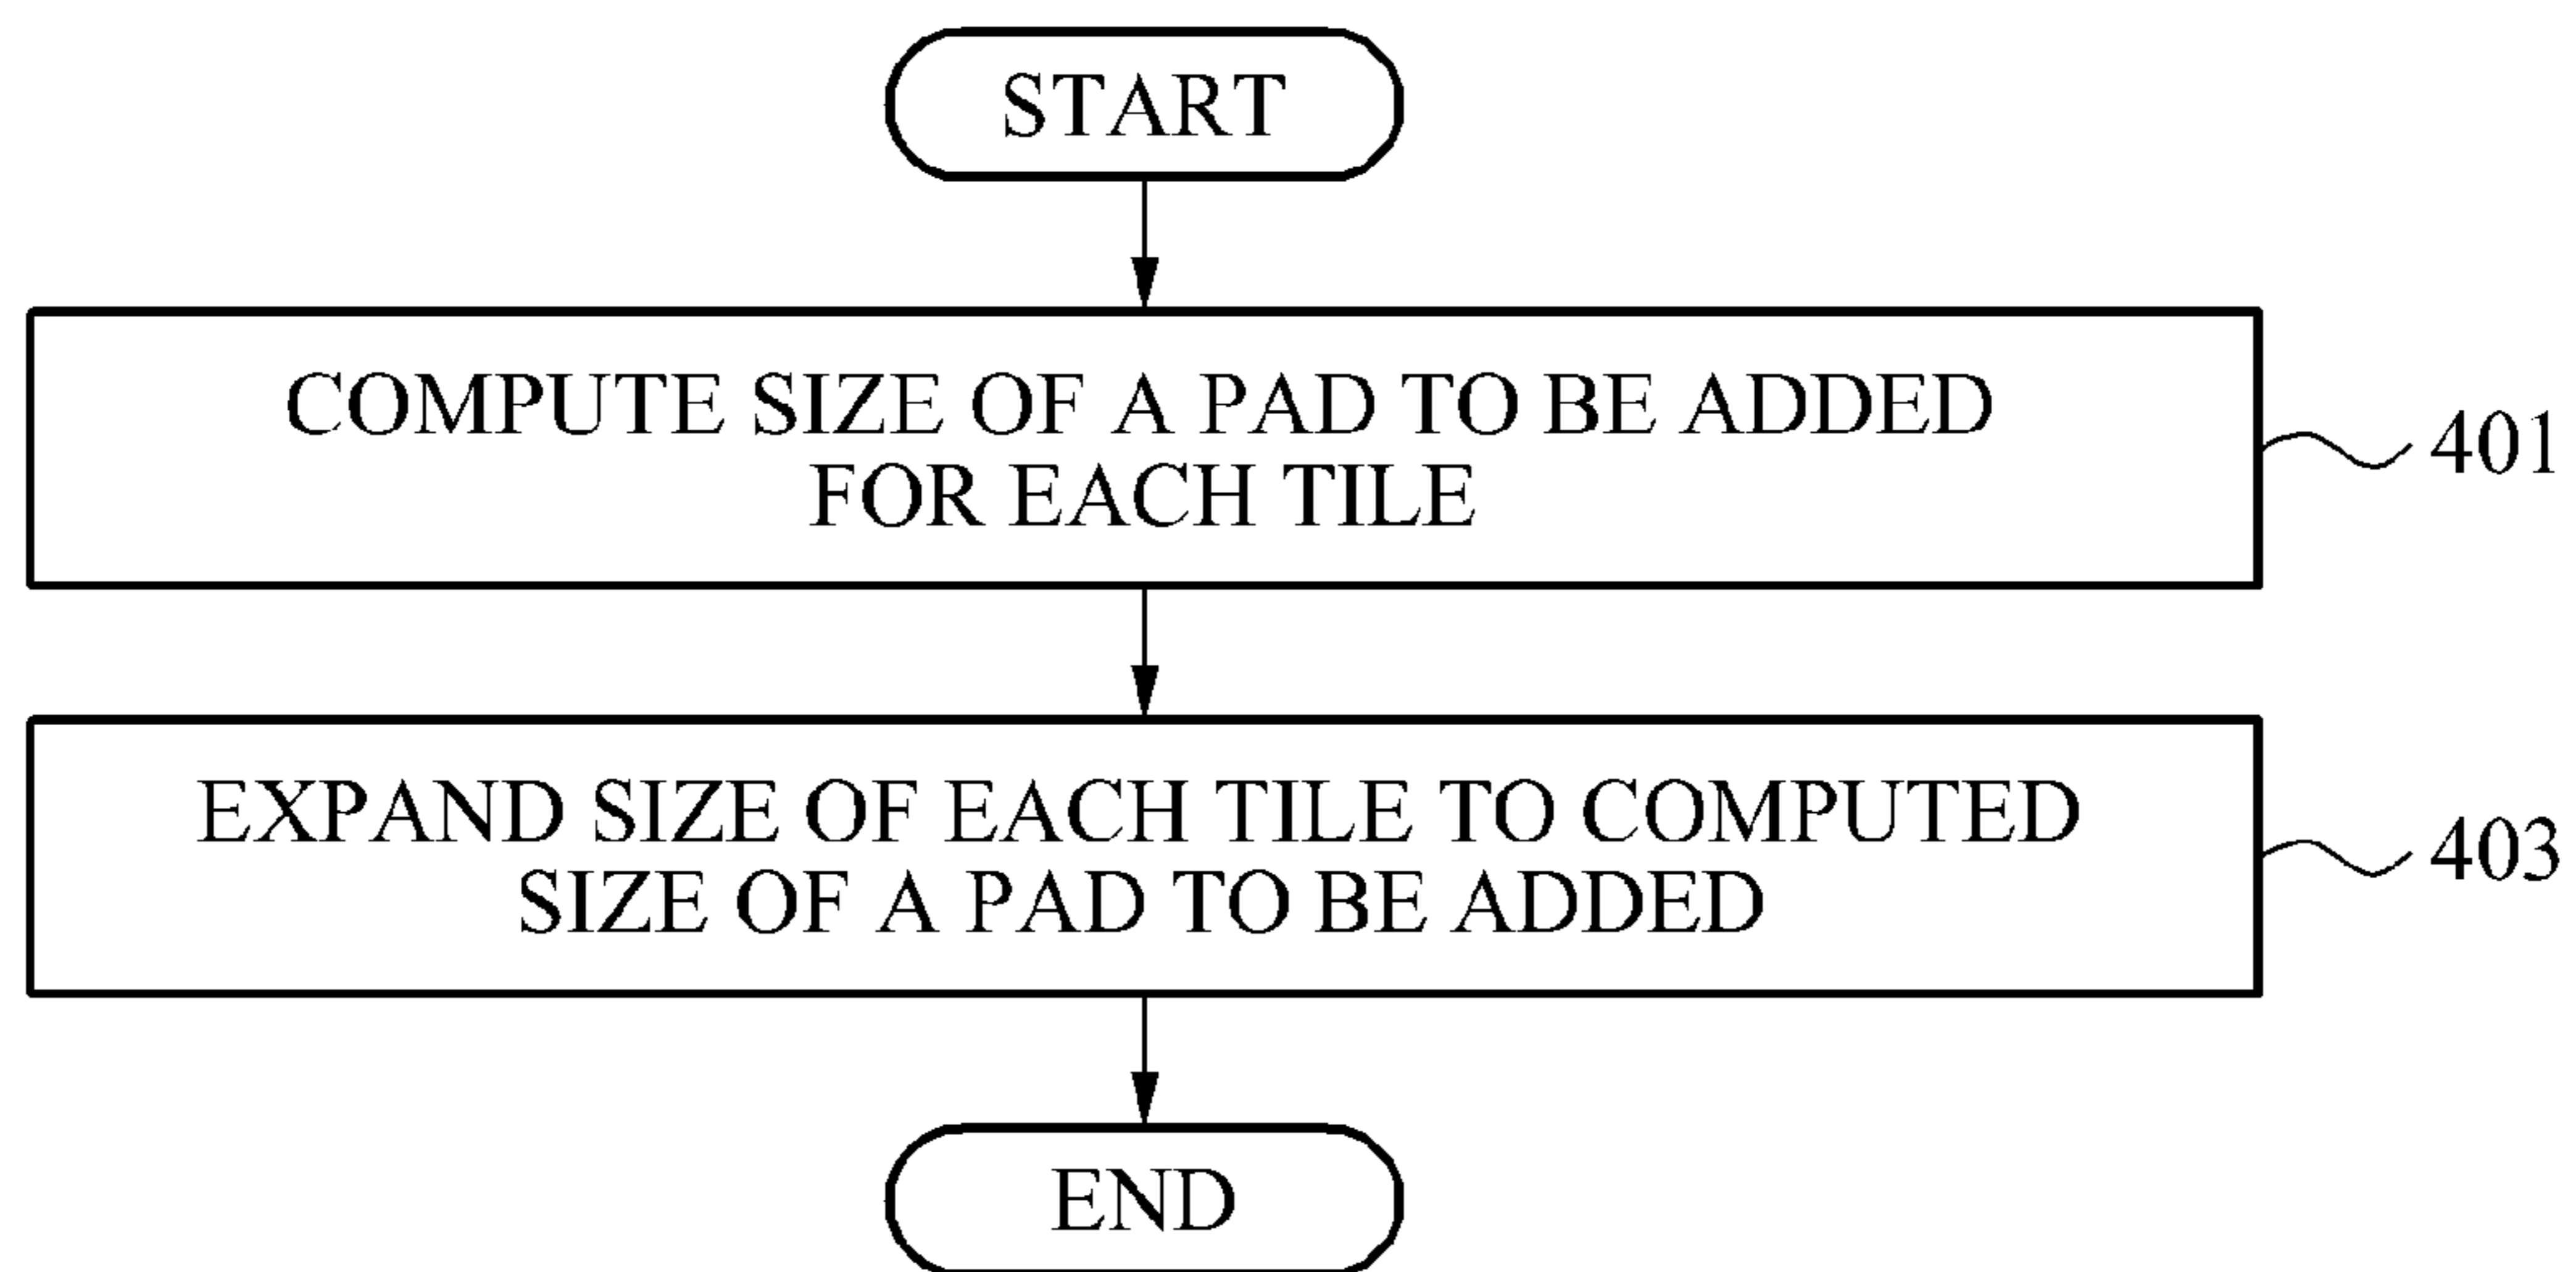 START
COMPUTE SIZE OF A PAD TO BE ADDED
FOR EACH TILE
401
EXPAND SIZE OF EACH TILE TO COMPUTED
SIZE OF A PAD TO BE ADDED
403
END